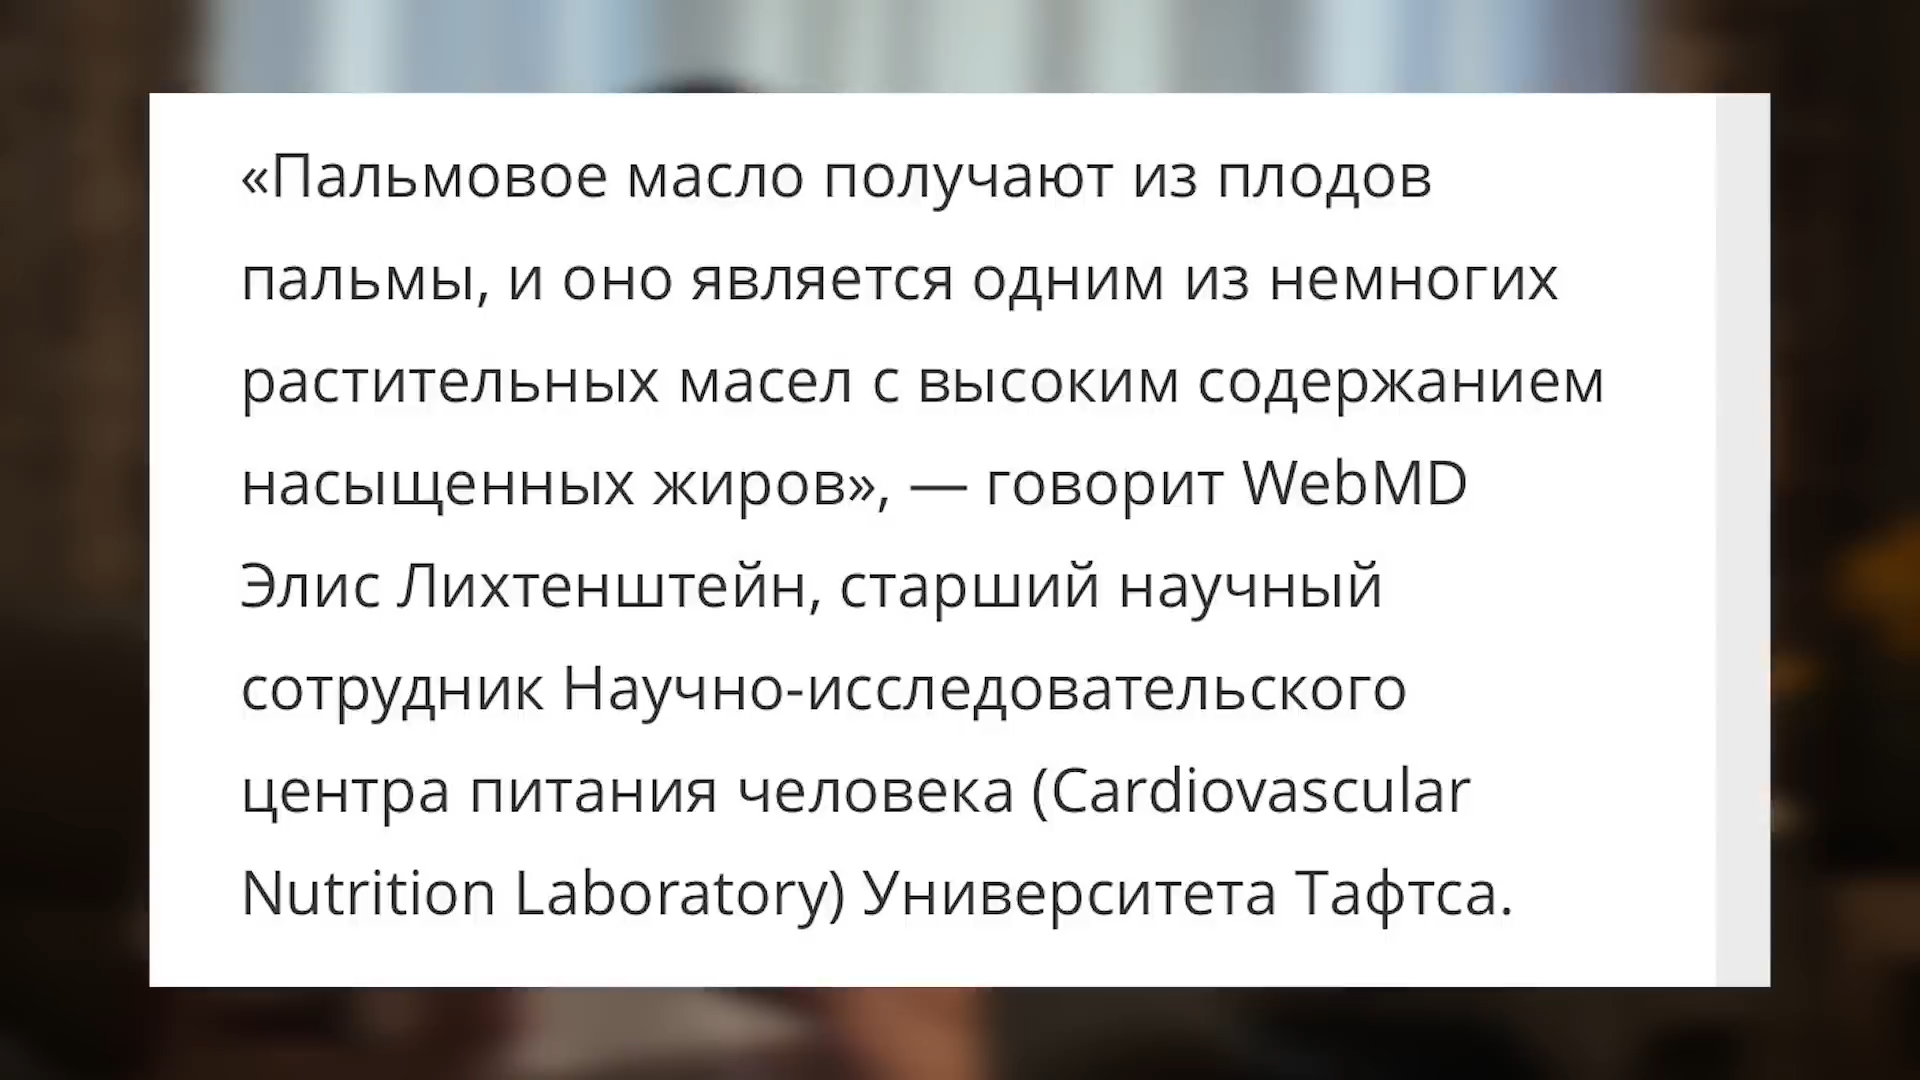 «Пальмовое масло получают из плодов
пальмы, и оно является одним из немногих
растительных масел с высоким содержанием
насыщенных жиров», — говорит WebMD
Элис Лихтенштейн, старший научный
сотрудник Научно-исследовательского
центра питания человека (Cardiovascular
Nutrition Laboratory) Университета Тафтса.